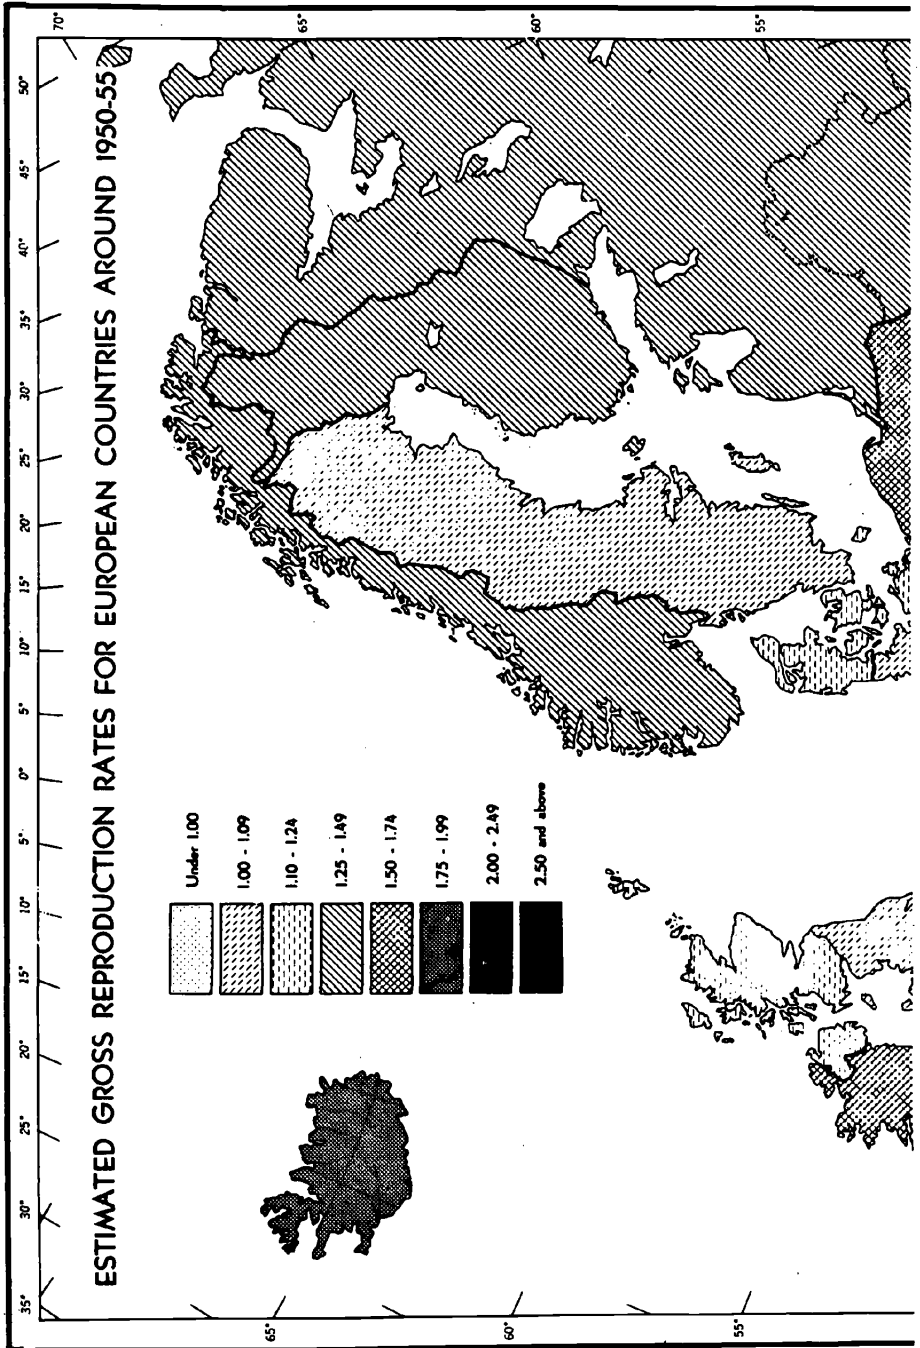 35° 30° 25° 20° 15° 10° 5° 0° 5° 10° 15° 20° 25° 30° 35° 40° 45° 50°
70°
ESTIMATED GROSS REPRODUCTION RATES FOR EUROPEAN COUNTRIES AROUND 1950-55
Under 1.00
1.00 - 1.09
1.10 - 1.24
1.25 - 1.49
1.50 - 1.74
1.75 - 1.99
2.00 - 2.49
2.50 and above
65°
65°
60°
60°
55°
55°